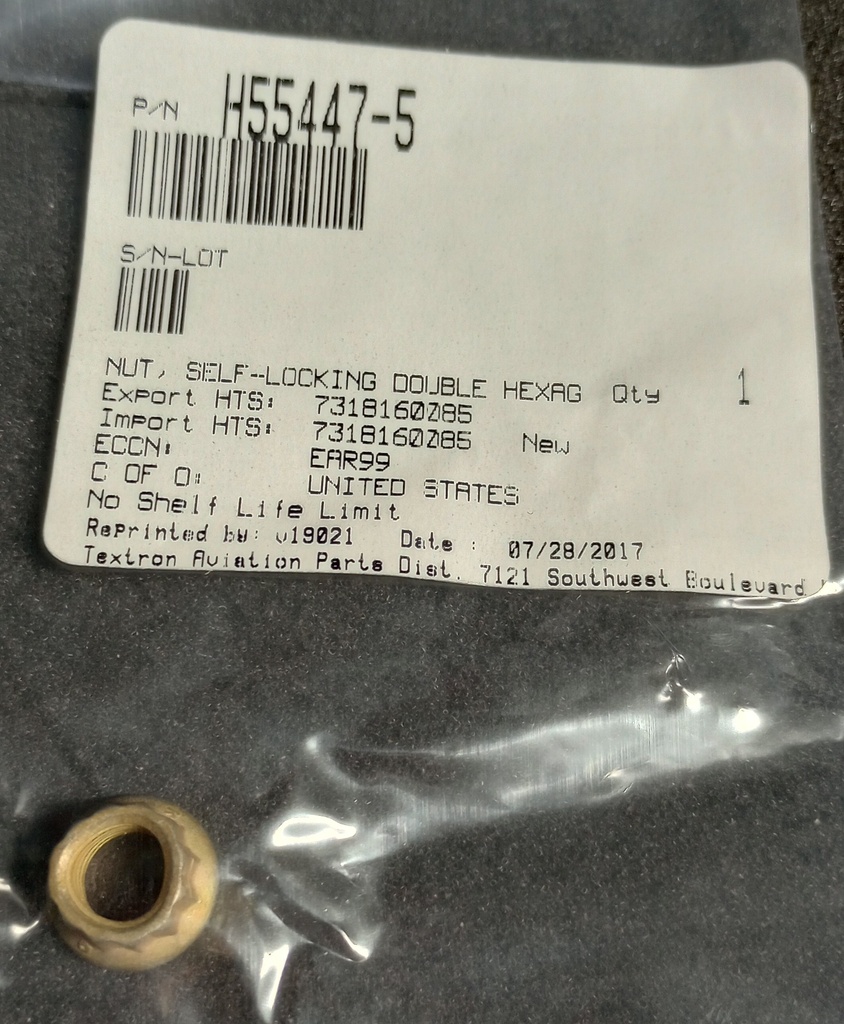 P/N H55447-5
S/N-LOT
NUT, SELF-LOCKING DOUBLE HEXAG Qty 1
Export HTS: 7318160085
Import HTS: 7318160085 New
ECCN: EAR99
C OF O: UNITED STATES
No Shelf Life Limit
Reprinted by: v19021 Date : 07/28/2017
Textron Aviation Parts Dist. 7121 Southwest Boulevard